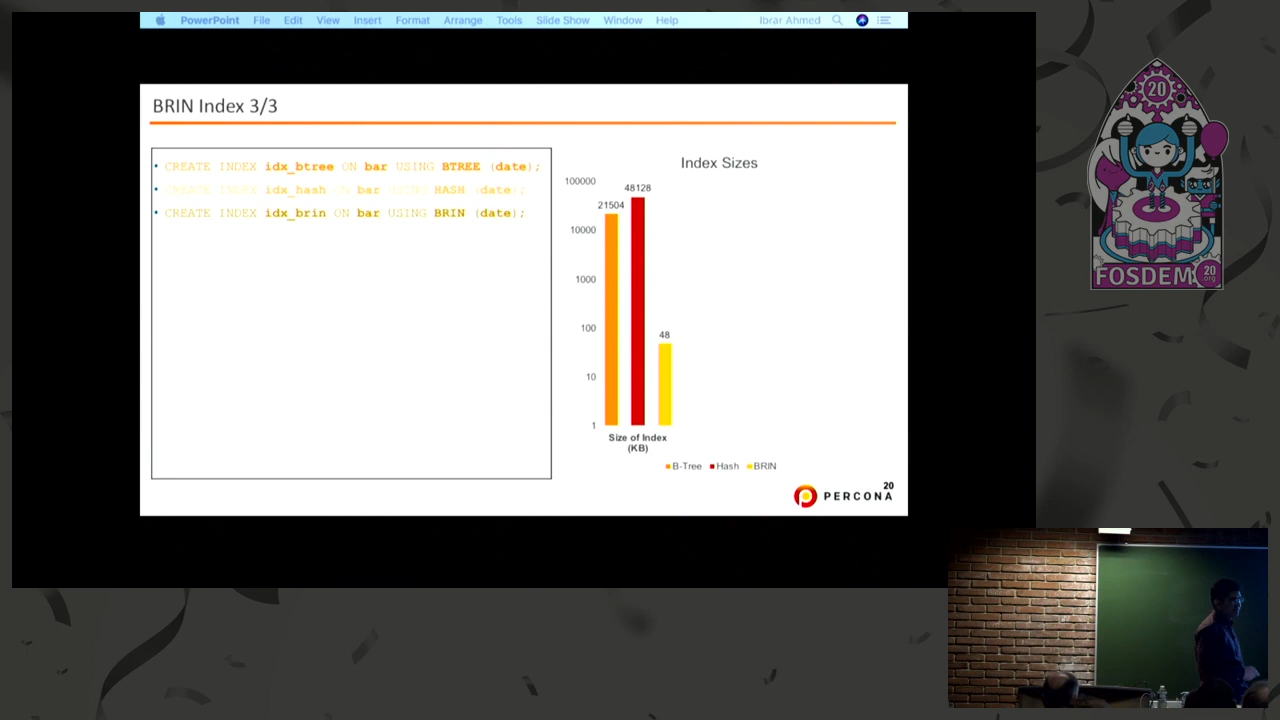 PowerPoint File Edit View Insert Format Arrange Tools Slide Show Window Help Ibrar Ahmed
BRIN Index 3/3
• CREATE INDEX idx_btree ON bar USING BTREE (date);
• CREATE INDEX idx_hash ON bar USING HASH (date);
• CREATE INDEX idx_brin ON bar USING BRIN (date);
Index Sizes
100000
10000
1000
100
10
1
21504
48128
48
Size of Index
(KB)
B-Tree Hash BRIN
PERCONA
20
20
FOSDEM
20
.org